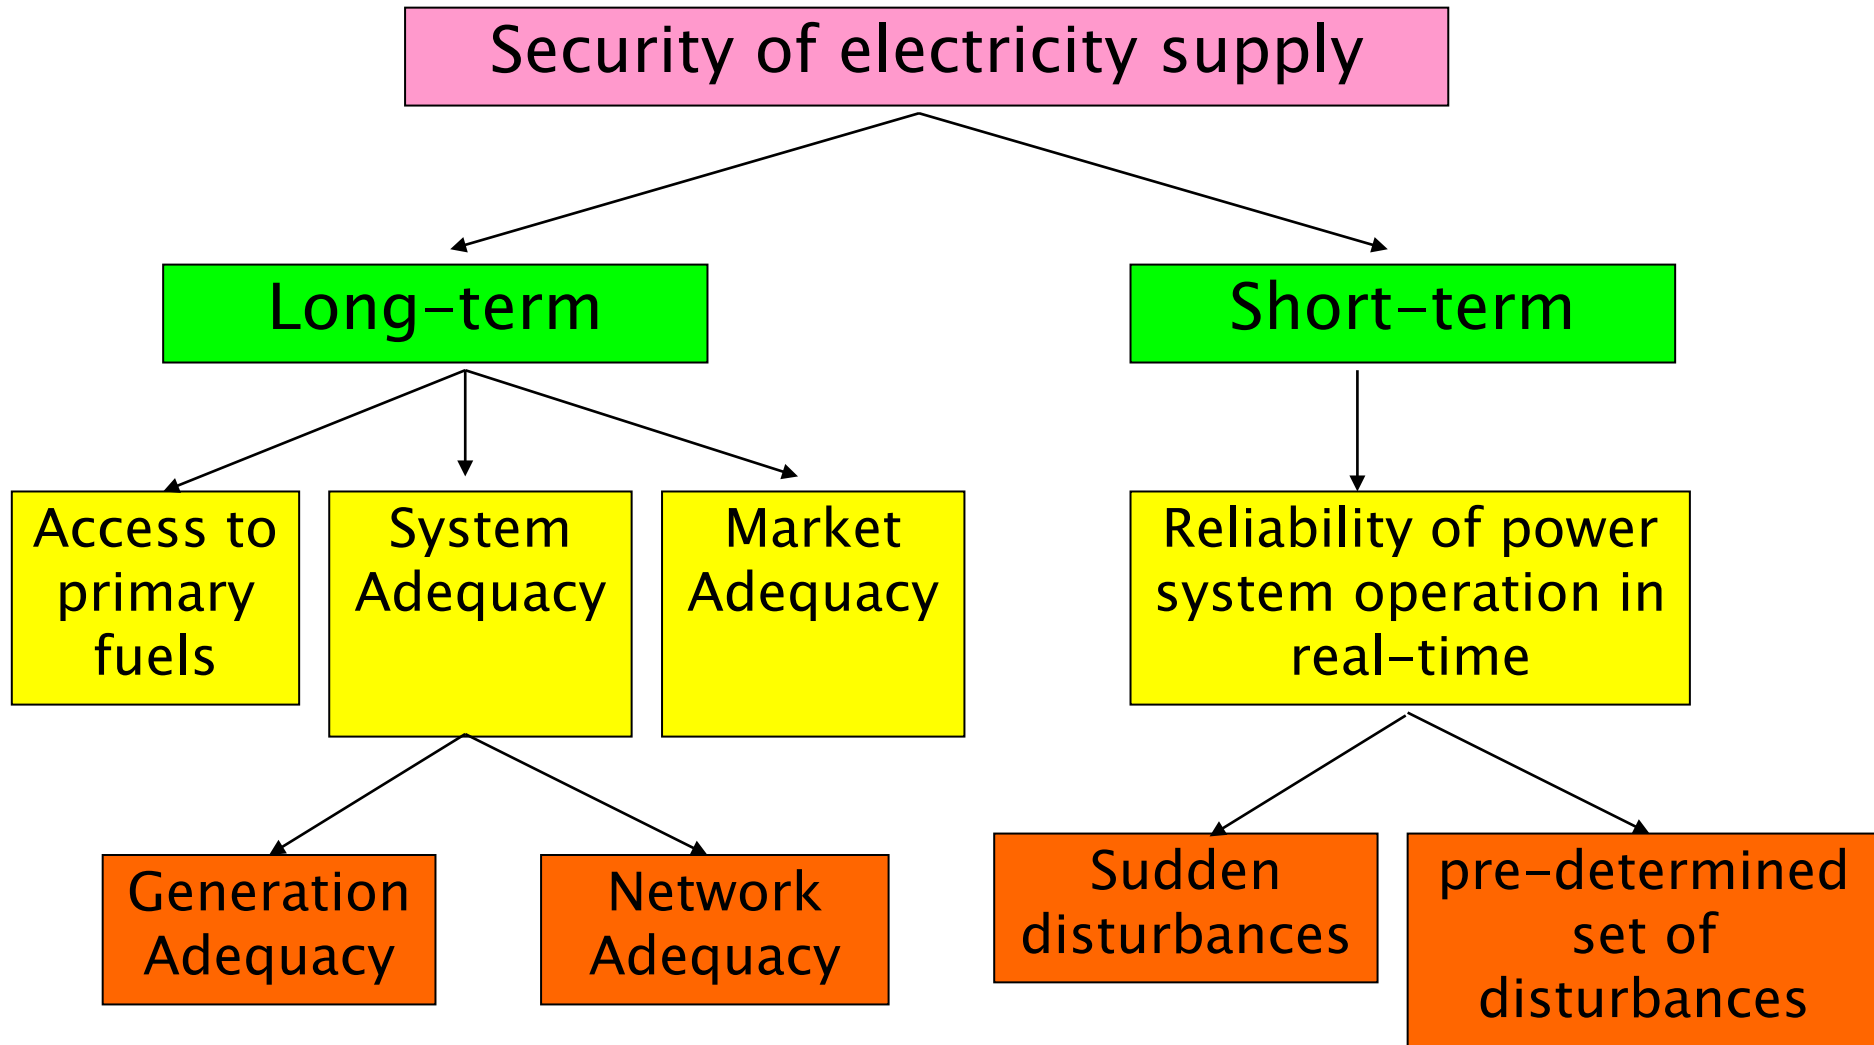 Security of electricity supply
Long-term
Short-term
Access to
primary
fuels
System
Adequacy
Market
Adequacy
Reliability of power
system operation in
real-time
Generation
Adequacy
Network
Adequacy
Sudden
disturbances
pre-determined
set of
disturbances